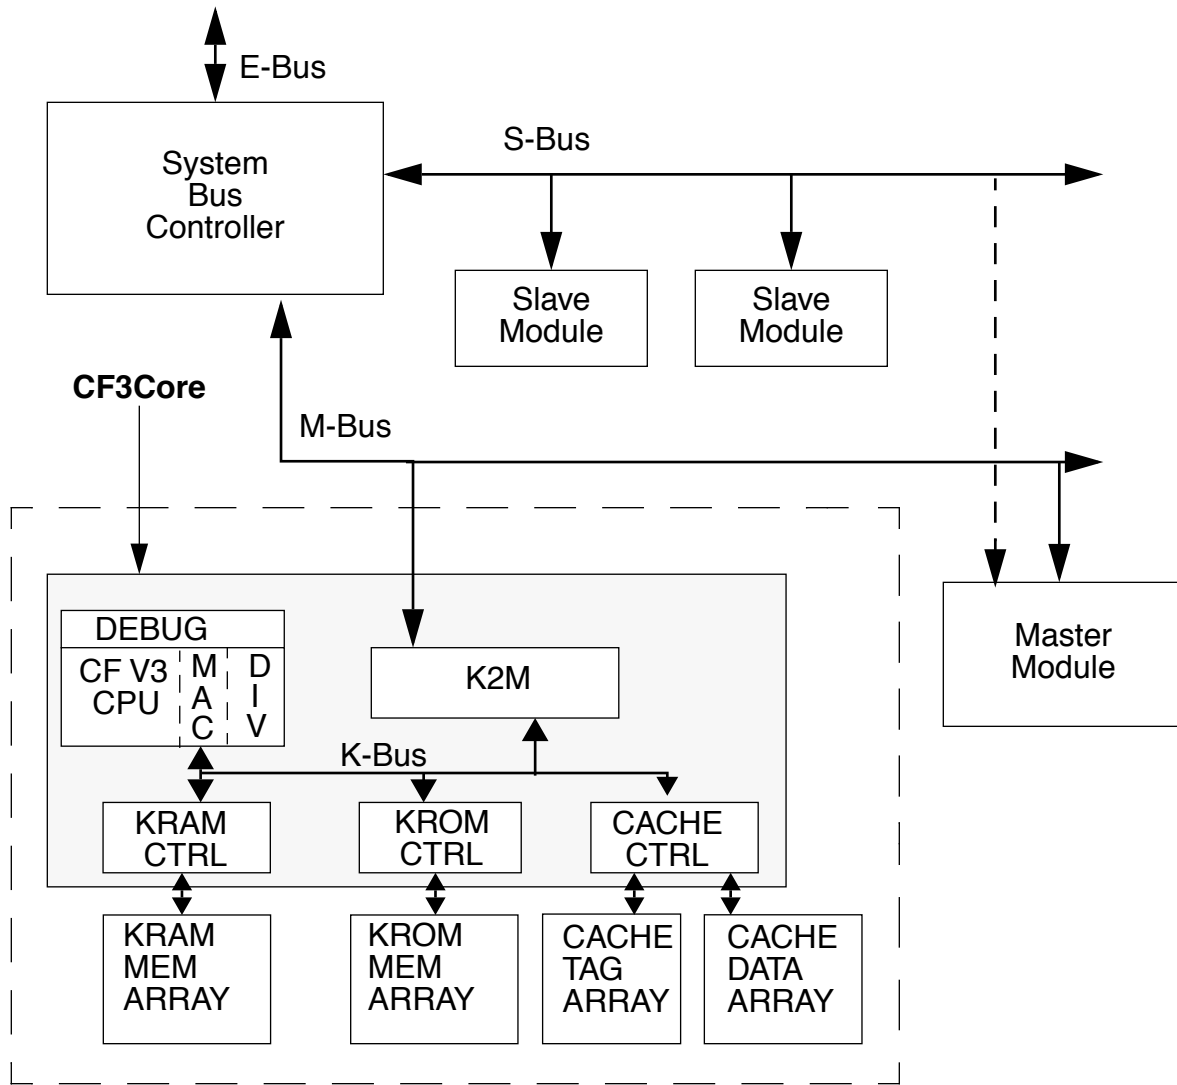 E-Bus
System
Bus
Controller
S-Bus
Slave
Module
Slave
Module
CF3Core
M-Bus
DEBUG
CF V3
CPU
M
A
C
D
I
V
K2M
Master
Module
K-Bus
KRAM
CTRL
KROM
CTRL
CACHE
CTRL
KRAM
MEM
ARRAY
KROM
MEM
ARRAY
CACHE
TAG
ARRAY
CACHE
DATA
ARRAY